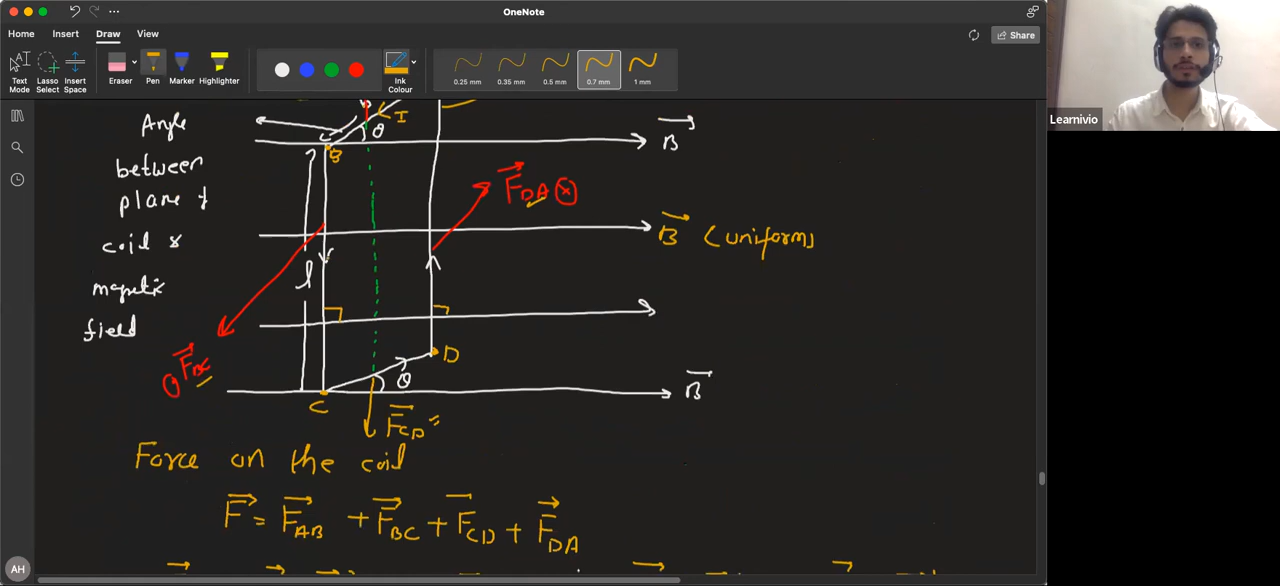 OneNote
Home Insert Draw View
Share
Text Mode
Lasso Select
Insert Space
Eraser
Pen
Marker
Highlighter
Ink Colour
0.25 mm
0.35 mm
0.5 mm
0.7 mm
1 mm
Learnivio
Angle
between
plane of
coil &
magnetic
field
I
θ
B
B
F DA
B (uniform)
l
F BC
D
θ
B
C
F CD =
Force on the coil
F = F AB + F BC + F CD + F DA
AH